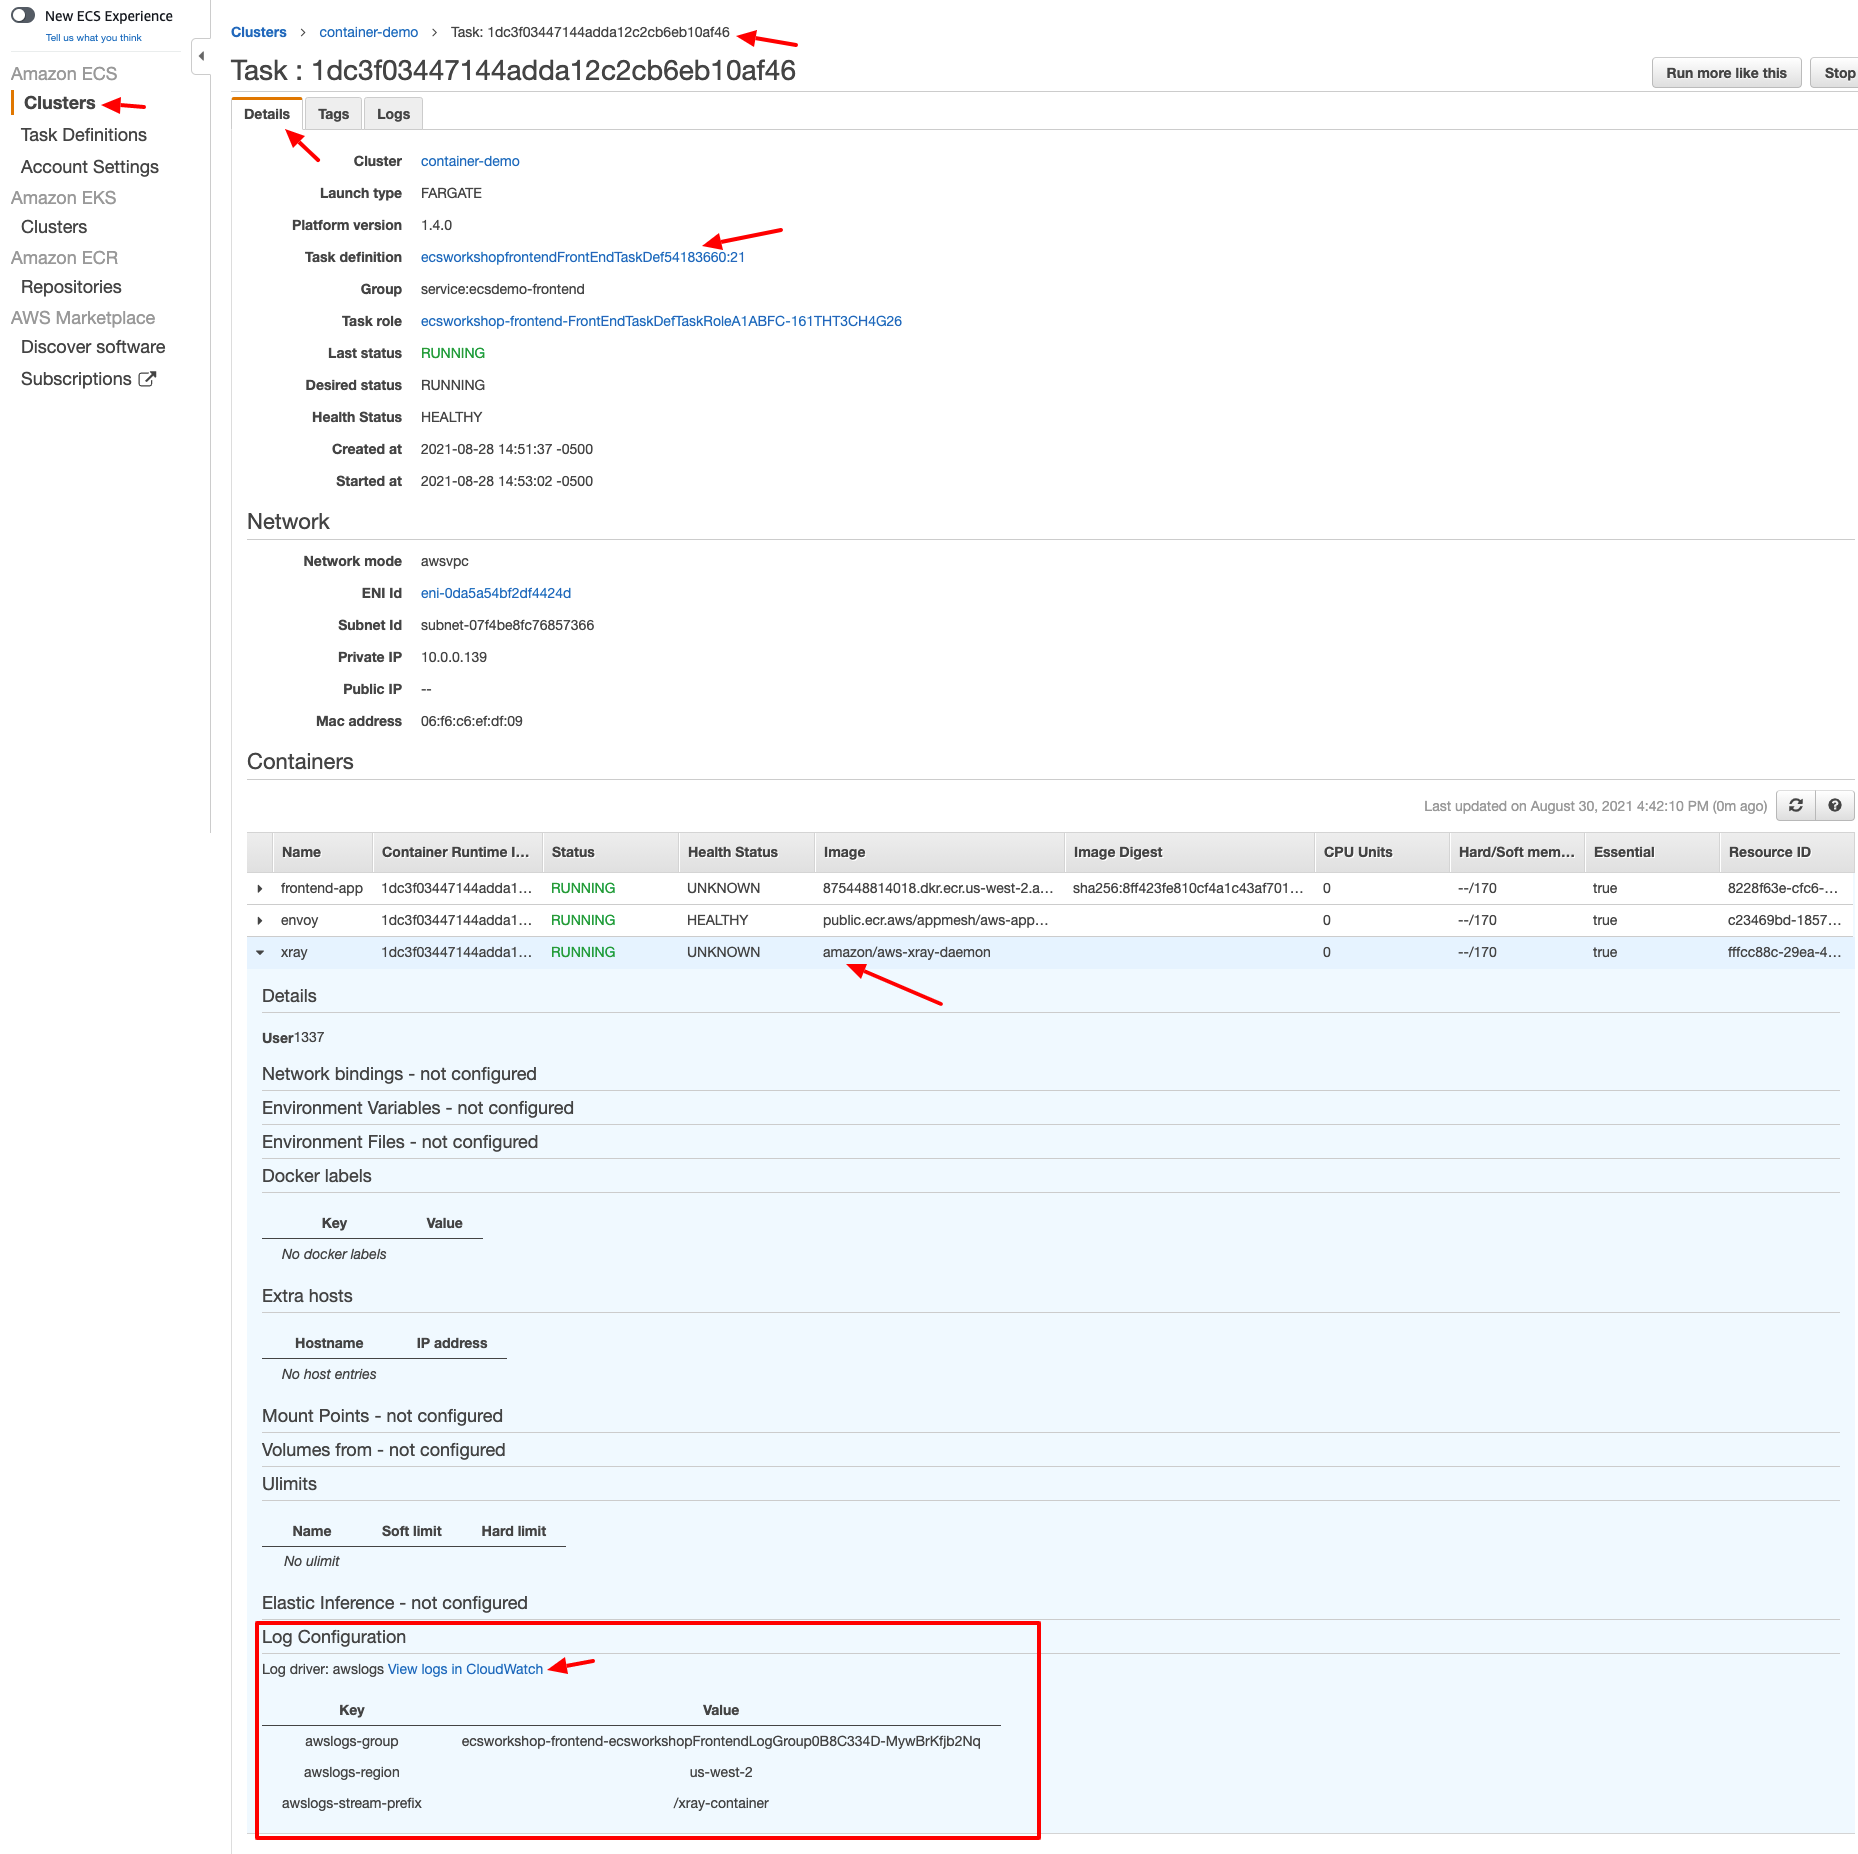 New ECS Experience
Tell us what you think
Amazon ECS
Clusters
Task Definitions
Account Settings
Amazon EKS
Clusters
Amazon ECR
Repositories
AWS Marketplace
Discover software
Subscriptions
Clusters > container-demo > Task: 1dc3f03447144adda12c2cb6eb10af46
Task : 1dc3f03447144adda12c2cb6eb10af46
Run more like this Stop
Details Tags Logs
Cluster container-demo
Launch type FARGATE
Platform version 1.4.0
Task definition ecsworkshopfrontendFrontEndTaskDef54183660:21
Group service:ecsdemo-frontend
Task role ecsworkshop-frontend-FrontEndTaskDefTaskRoleA1ABFC-161THT3CH4G26
Last status RUNNING
Desired status RUNNING
Health Status HEALTHY
Created at 2021-08-28 14:51:37 -0500
Started at 2021-08-28 14:53:02 -0500
Network
Network mode awsvpc
ENI Id eni-0da5a54bf2df4424d
Subnet Id subnet-07f4be8fc76857366
Private IP 10.0.0.139
Public IP --
Mac address 06:f6:c6:ef:df:09
Containers
Last updated on August 30, 2021 4:42:10 PM (0m ago)
Name Container Runtime I... Status Health Status Image Image Digest CPU Units Hard/Soft mem... Essential Resource ID
frontend-app 1dc3f03447144adda1... RUNNING UNKNOWN 875448814018.dkr.ecr.us-west-2.a... sha256:8ff423fe810cf4a1c43af701... 0 --/170 true 8228f63e-cfc6-...
envoy 1dc3f03447144adda1... RUNNING HEALTHY public.ecr.aws/appmesh/aws-app... 0 --/170 true c23469bd-1857...
xray 1dc3f03447144adda1... RUNNING UNKNOWN amazon/aws-xray-daemon 0 --/170 true fffcc88c-29ea-4...
Details
User1337
Network bindings - not configured
Environment Variables - not configured
Environment Files - not configured
Docker labels
Key Value
No docker labels
Extra hosts
Hostname IP address
No host entries
Mount Points - not configured
Volumes from - not configured
Ulimits
Name Soft limit Hard limit
No ulimit
Elastic Inference - not configured
Log Configuration
Log driver: awslogs View logs in CloudWatch
Key Value
awslogs-group ecsworkshop-frontend-ecsworkshopFrontendLogGroup0B8C334D-MywBrKfjb2Nq
awslogs-region us-west-2
awslogs-stream-prefix /xray-container